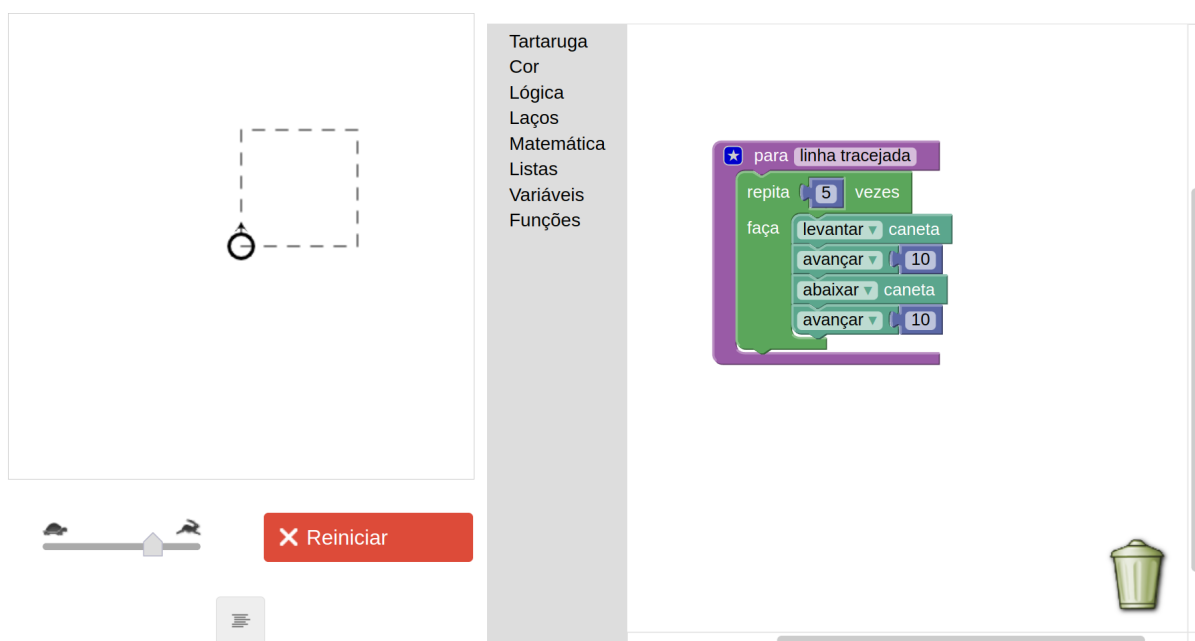 Tartaruga
Cor
Lógica
Laços
Matemática
Listas
Variáveis
Funções
para linha tracejada
repita 5 vezes
faça levantar ▾ caneta
avançar ▾ 10
abaixar ▾ caneta
avançar ▾ 10
Reiniciar